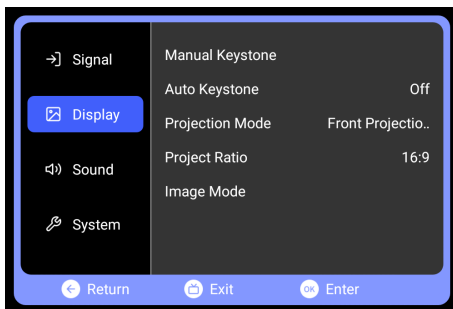 Signal
Display
Sound
System
Manual Keystone
Auto Keystone Off
Projection Mode Front Projectio..
Project Ratio 16:9
Image Mode
Return Exit OK Enter